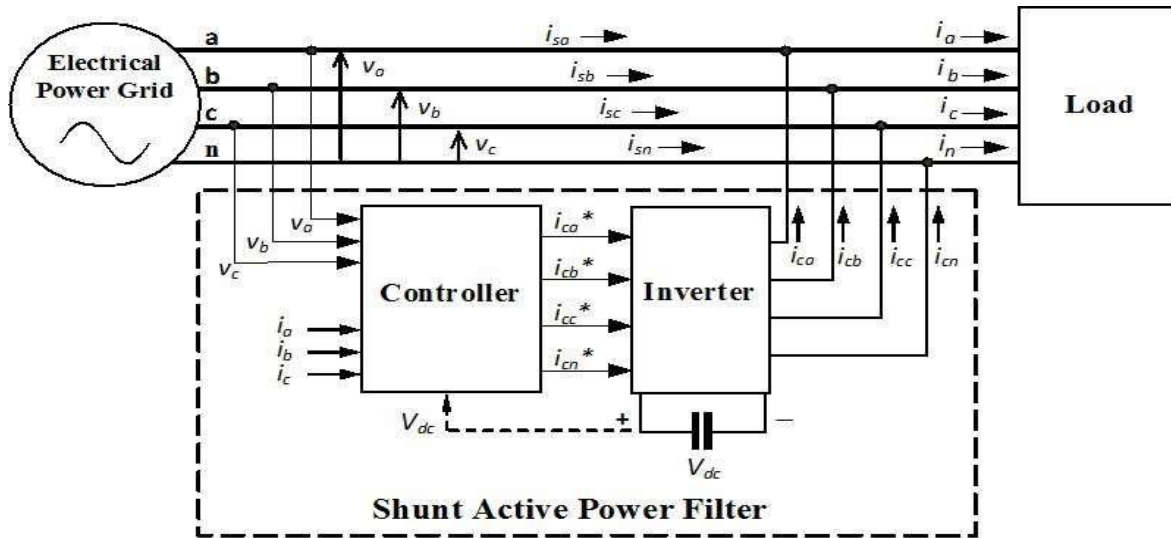 a i_sa i_a
Electrical
Power Grid
v_a
b i_sb i_b
v_b
Load
c i_sc i_c
v_c
n i_sn i_n
v_a
v_b
v_c
i_ca*
i_cb*
i_cc*
i_cn*
Controller
Inverter
i_ca i_cb i_cc i_cn
i_a
i_b
i_c
V_dc
+ −
V_dc
Shunt Active Power Filter